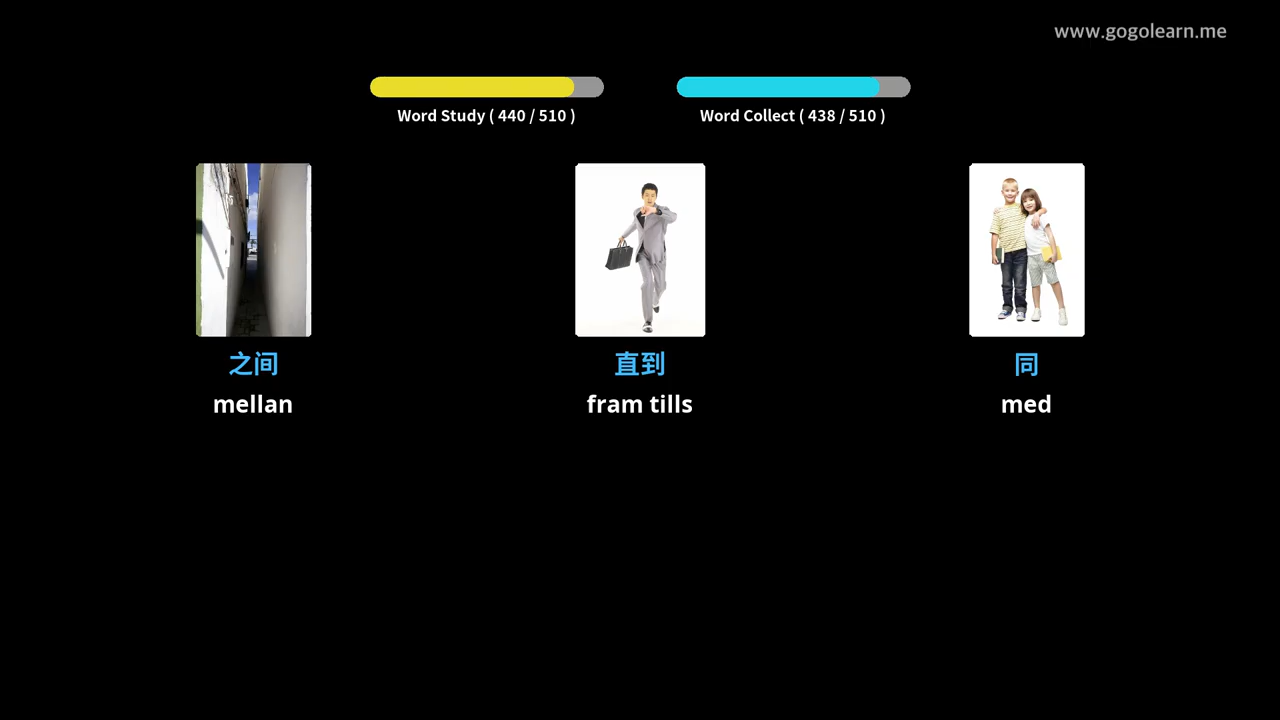 www.gogolearn.me
Word Study ( 440 / 510 )
Word Collect ( 438 / 510 )
之间
直到
同
mellan
fram tills
med